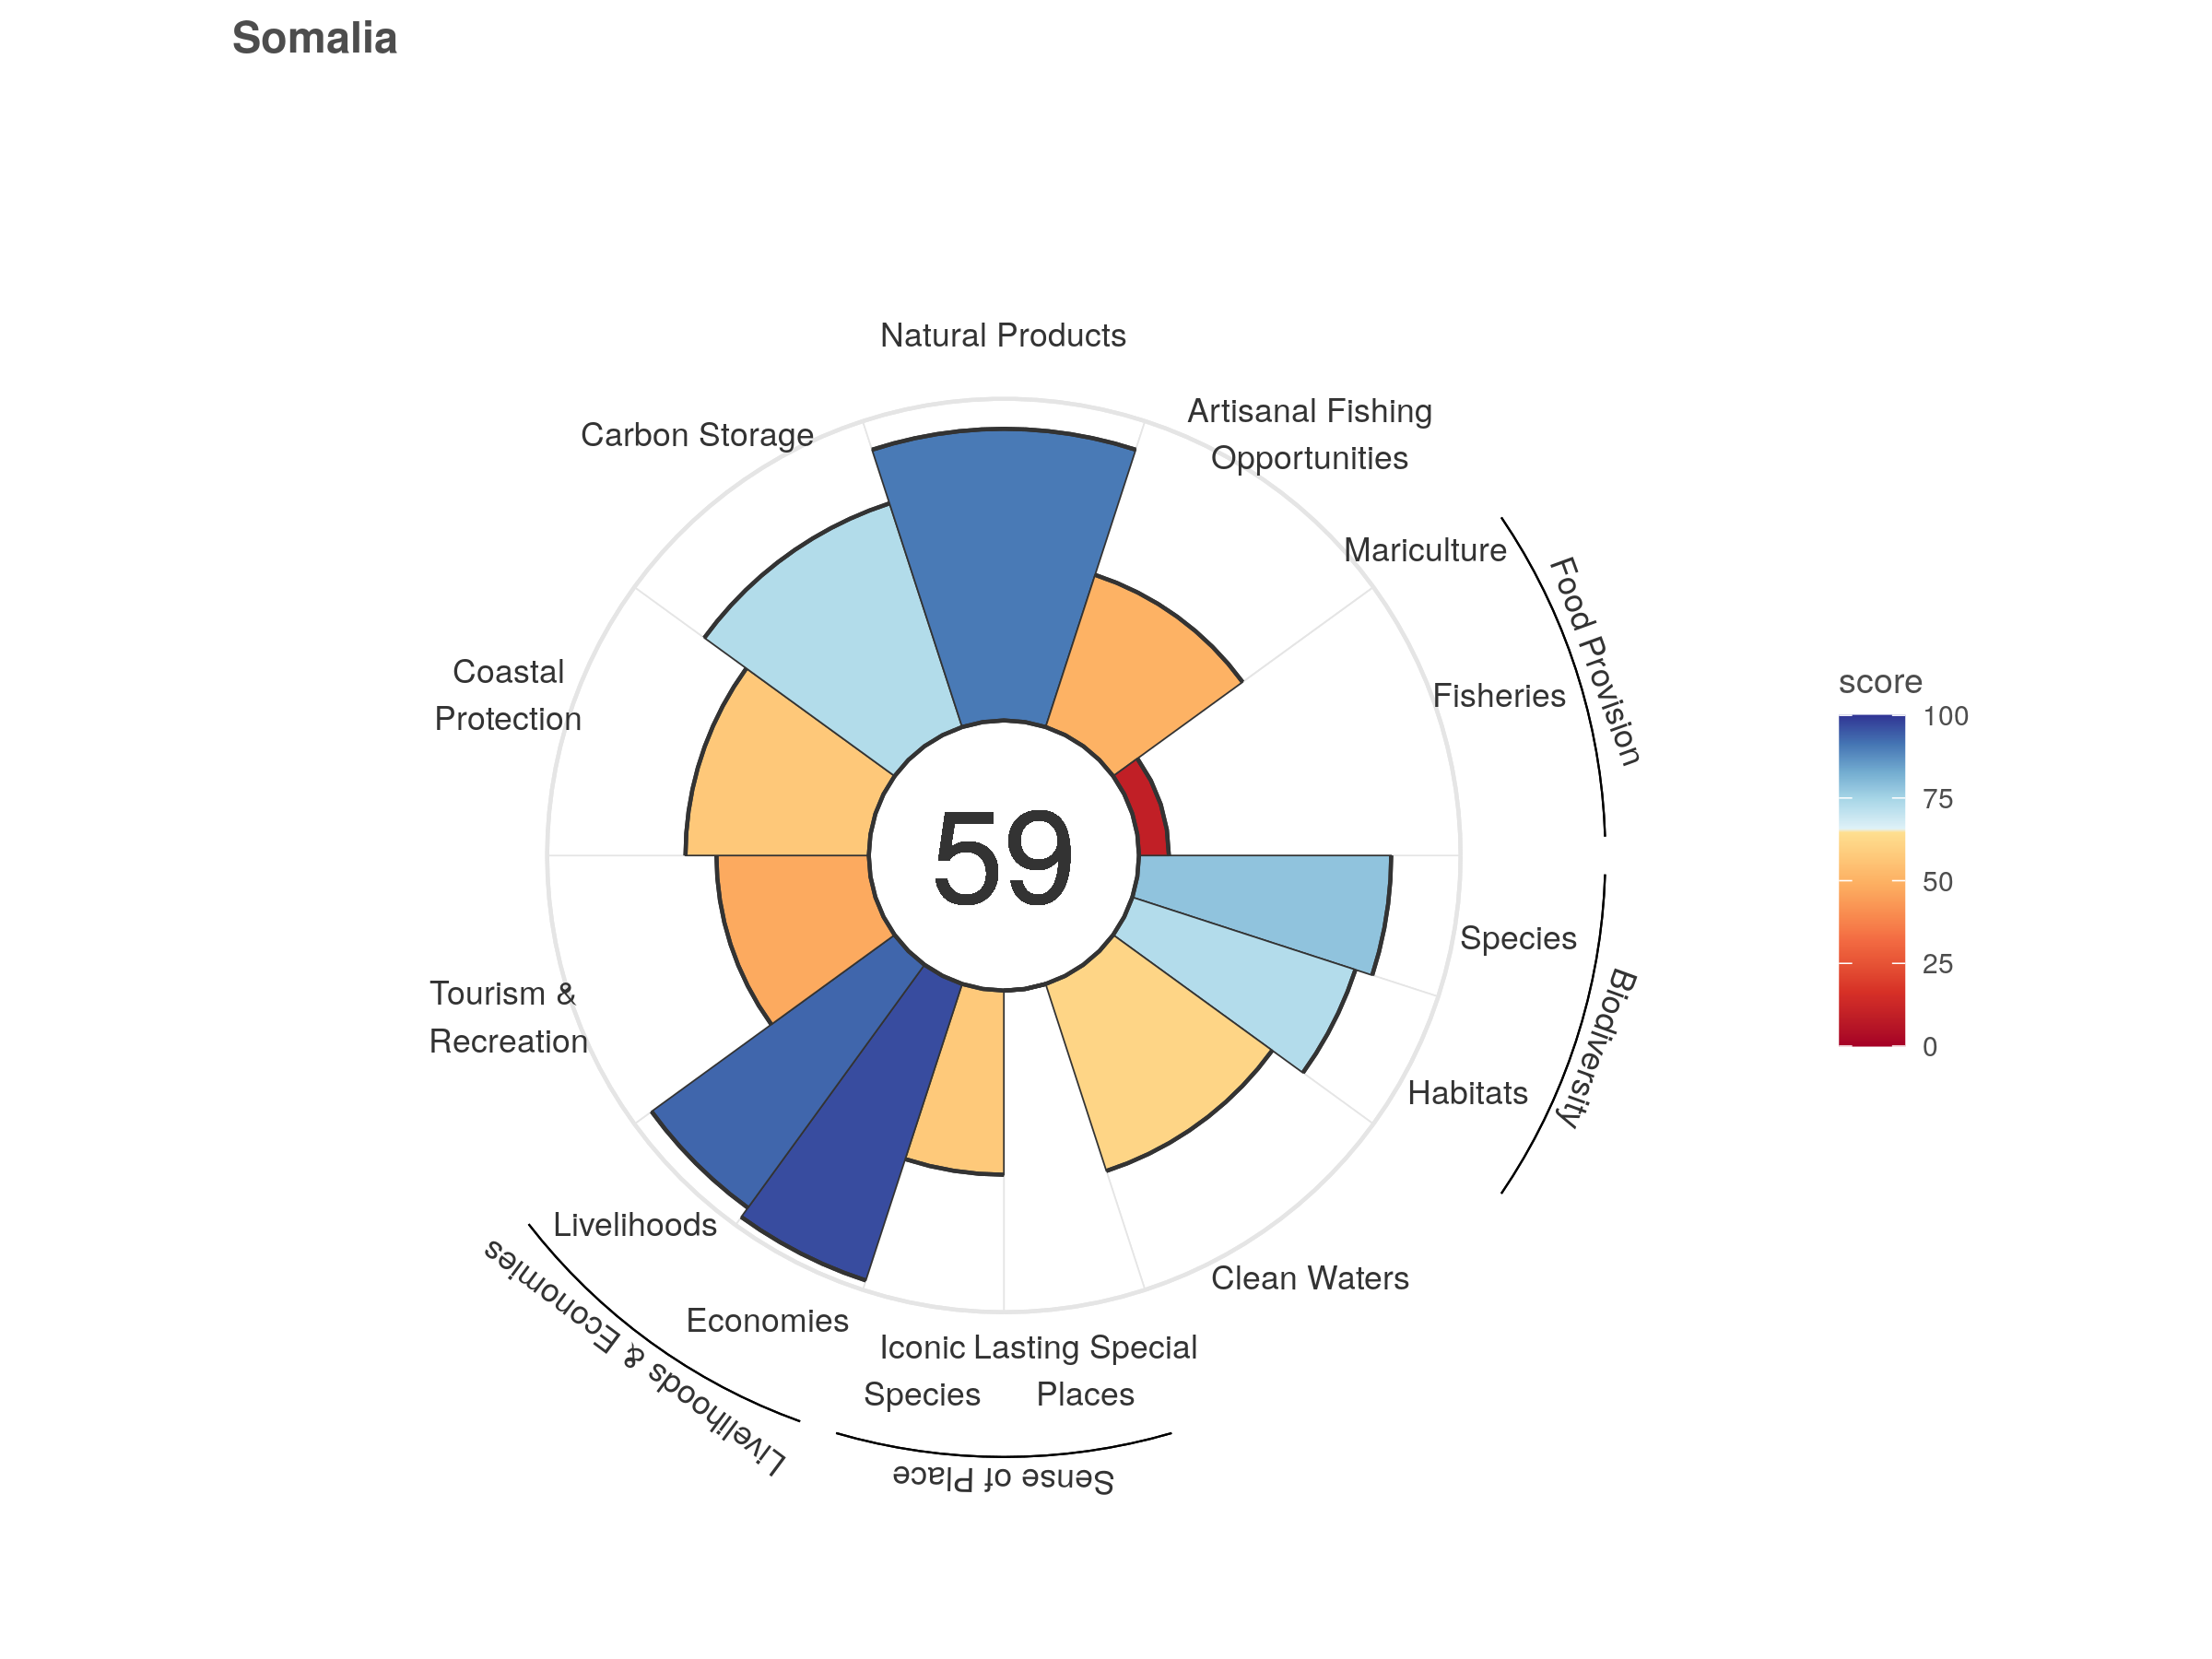 Somalia
Natural Products
Artisanal Fishing
Opportunities
Carbon Storage
Mariculture
Food Provision
Fisheries
Coastal
Protection
score
100
75
50
25
0
59
Species
Biodiversity
Habitats
Tourism &
Recreation
Livelihoods
Livelihoods & Economies
Economies
Clean Waters
Iconic
Species
Lasting Special
Places
Sense of Place